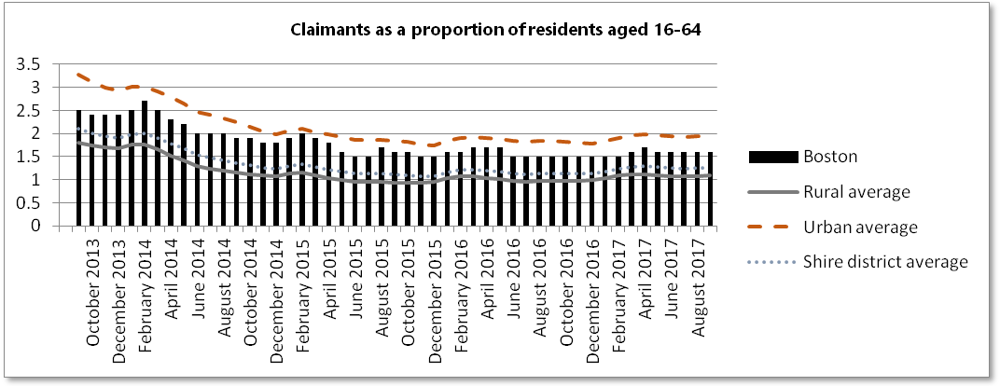 Claimants as a proportion of residents aged 16-64
3.5
3
2.5
2
1.5
1
0.5
0
October 2013
December 2013
February 2014
April 2014
June 2014
August 2014
October 2014
December 2014
February 2015
April 2015
June 2015
August 2015
October 2015
December 2015
February 2016
April 2016
June 2016
August 2016
October 2016
December 2016
February 2017
April 2017
June 2017
August 2017
Boston
Rural average
Urban average
Shire district average